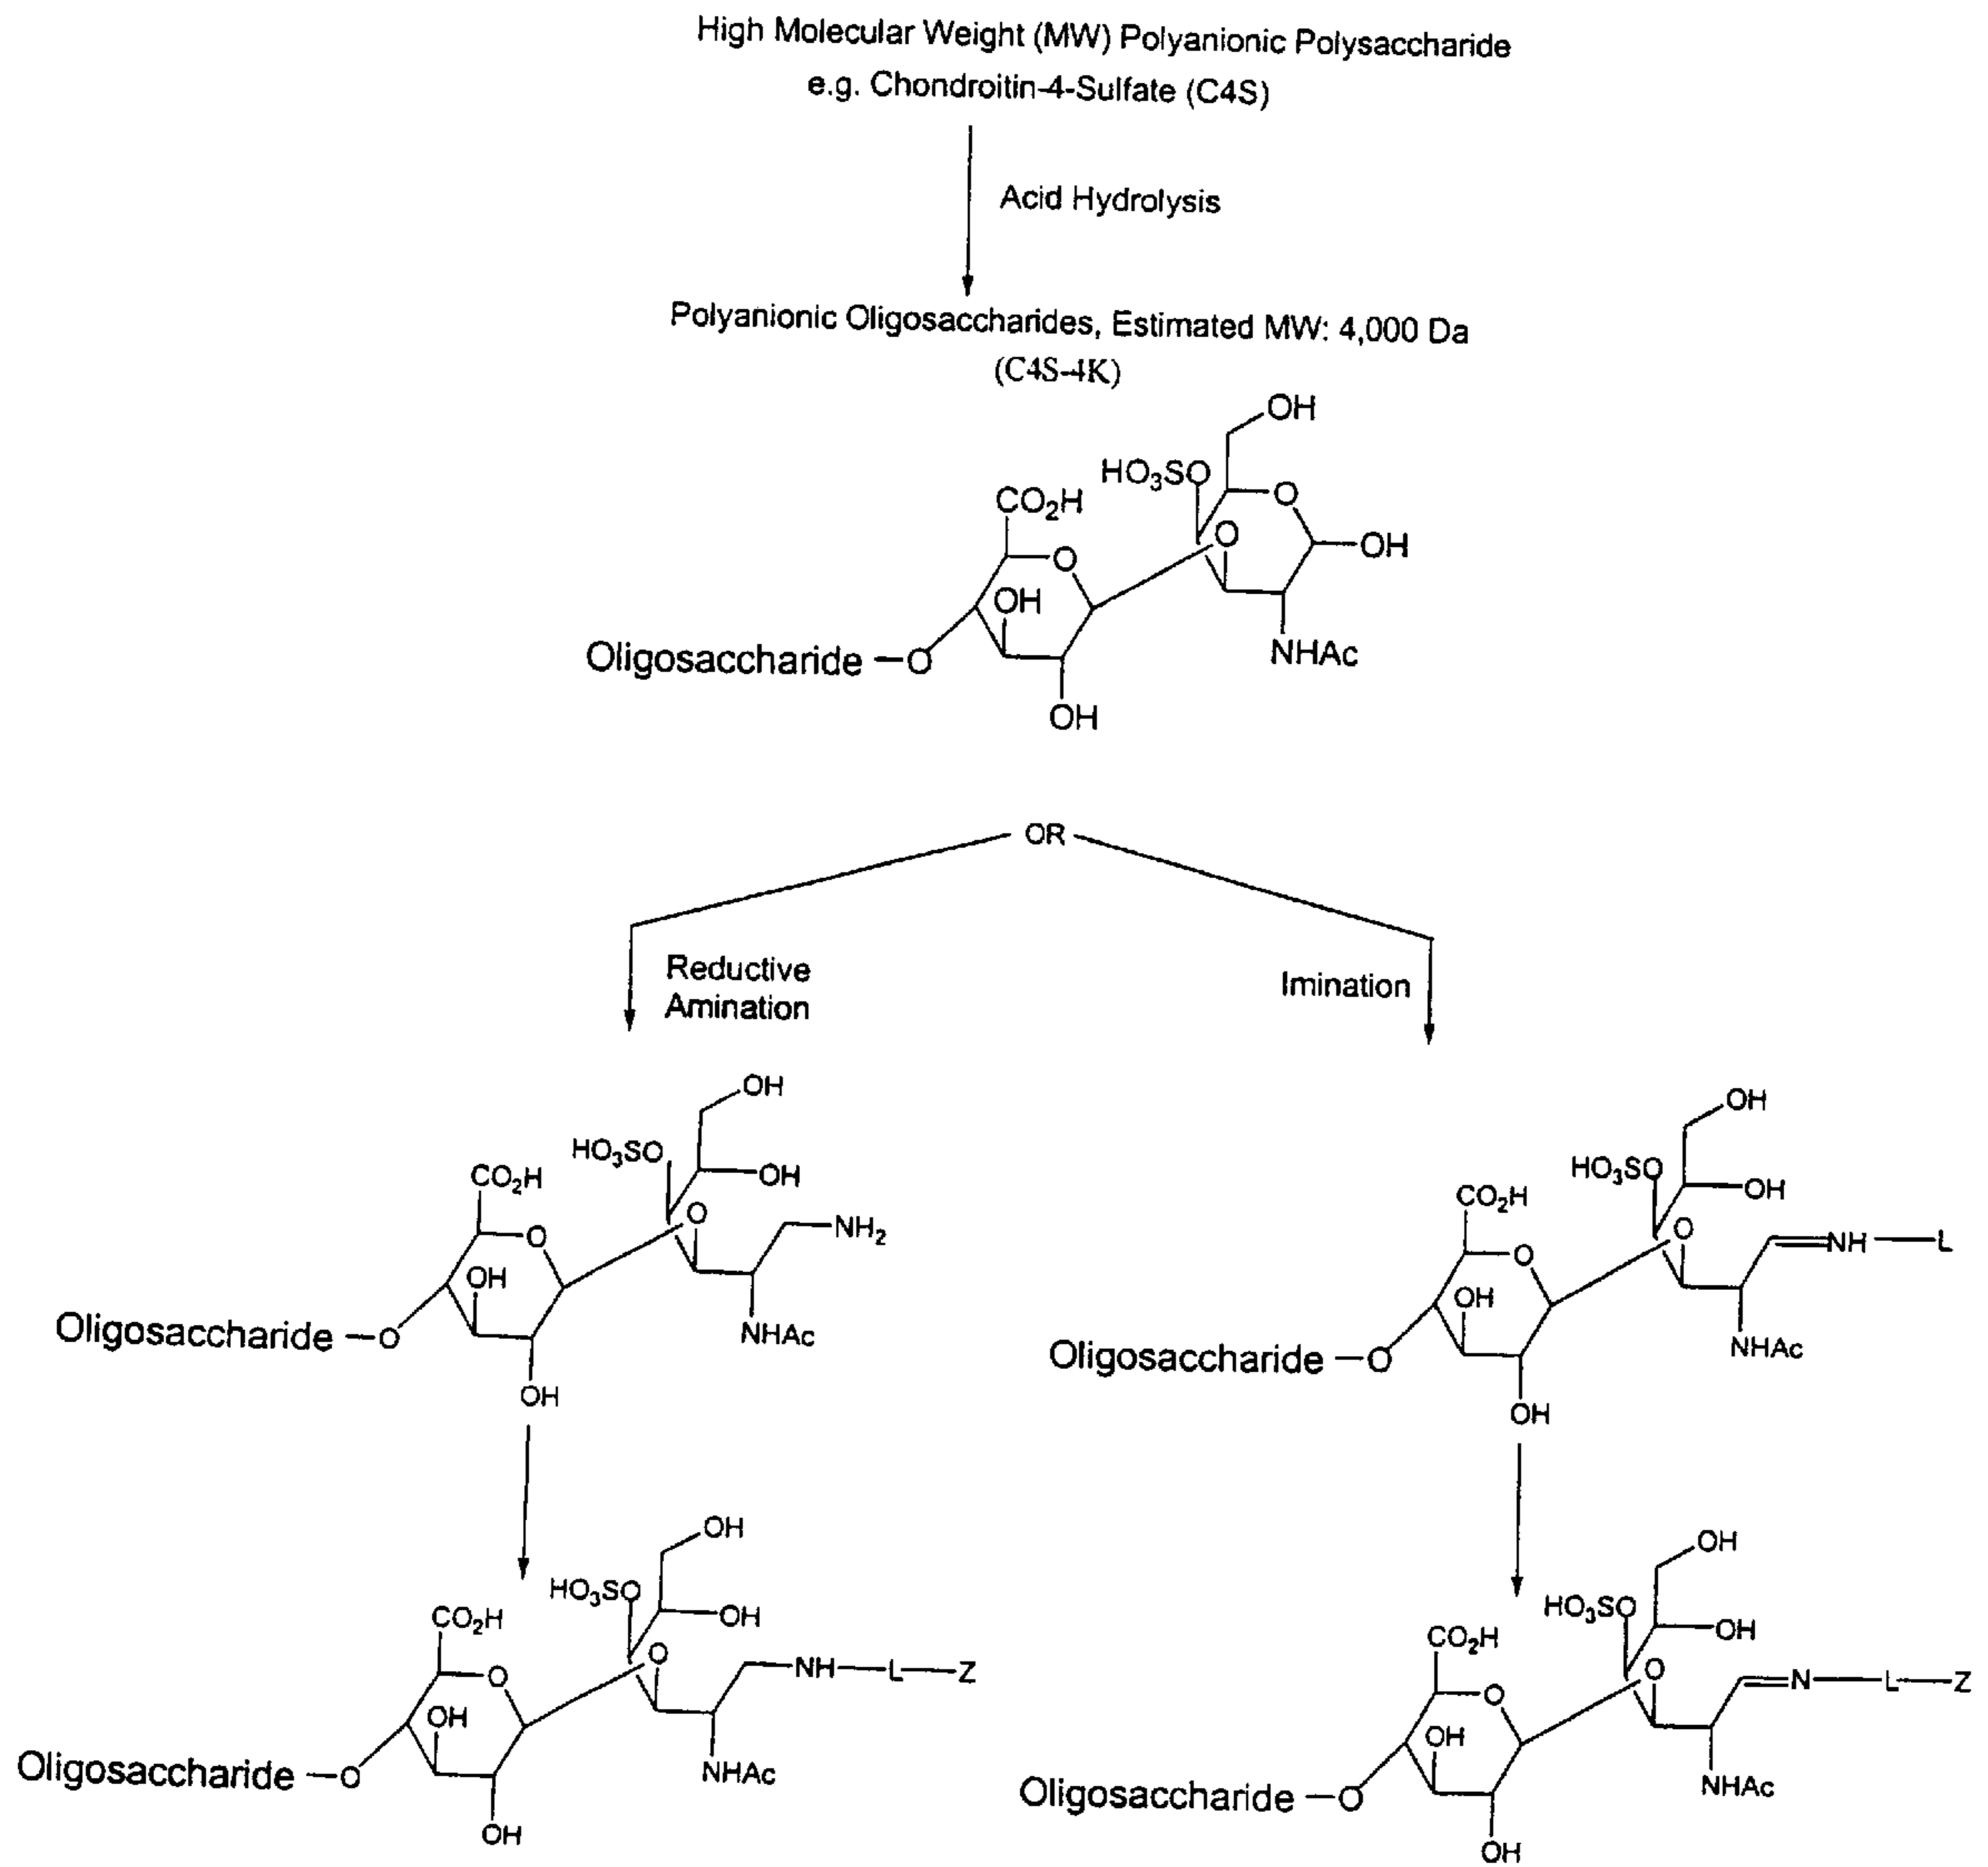 High Molecular Weight (MW) Polyanionic Polysaccharide
e.g. Chondroitin-4-Sulfate (C4S)
Acid Hydrolysis
Polyanionic Oligosaccharides, Estimated MW: 4,000 Da
(C4S-4K)
OH
HO3SO
CO2H
O
O
OH
O
OH
Oligosaccharide
O
NHAc
OH
OR
Reductive
Amination
Imination
OH
HO3SO
CO2H
OH
O
O
NH2
OH
Oligosaccharide
O
NHAc
OH
OH
HO3SO
CO2H
OH
O
O
NH
L
OH
Oligosaccharide
O
NHAc
OH
OH
HO3SO
CO2H
OH
O
O
NH
L
Z
OH
Oligosaccharide
O
NHAc
OH
OH
HO3SO
CO2H
OH
O
O
N
L
Z
OH
Oligosaccharide
O
NHAc
OH